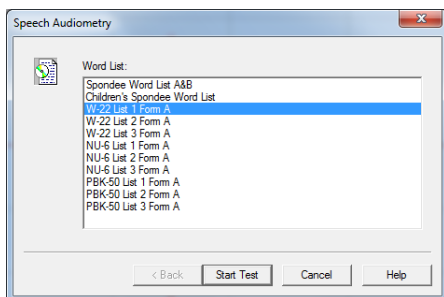 Speech Audiometry
Word List:
Spondee Word List A&B
Children's Spondee Word List
W-22 List 1 Form A
W-22 List 2 Form A
W-22 List 3 Form A
NU-6 List 1 Form A
NU-6 List 2 Form A
NU-6 List 3 Form A
PBK-50 List 1 Form A
PBK-50 List 2 Form A
PBK-50 List 3 Form A
< Back Start Test Cancel Help